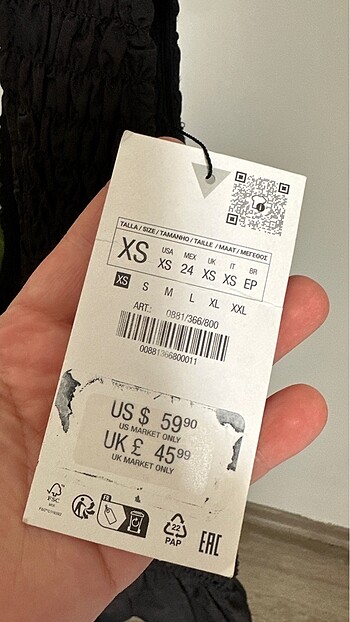 TALLA / SIZE / TAMANHO / TAILLE / MAAT / ΜΕΓΕΘΟΣ
XS USA XS MEX 24 UK XS IT XS BR EP
XS S M L XL XXL
ART.: 0881/366/800
00881366800011
US $ 59.90
US MARKET ONLY
UK £ 45.99
UK MARKET ONLY
FSC
MIX
22
PAP
EAC